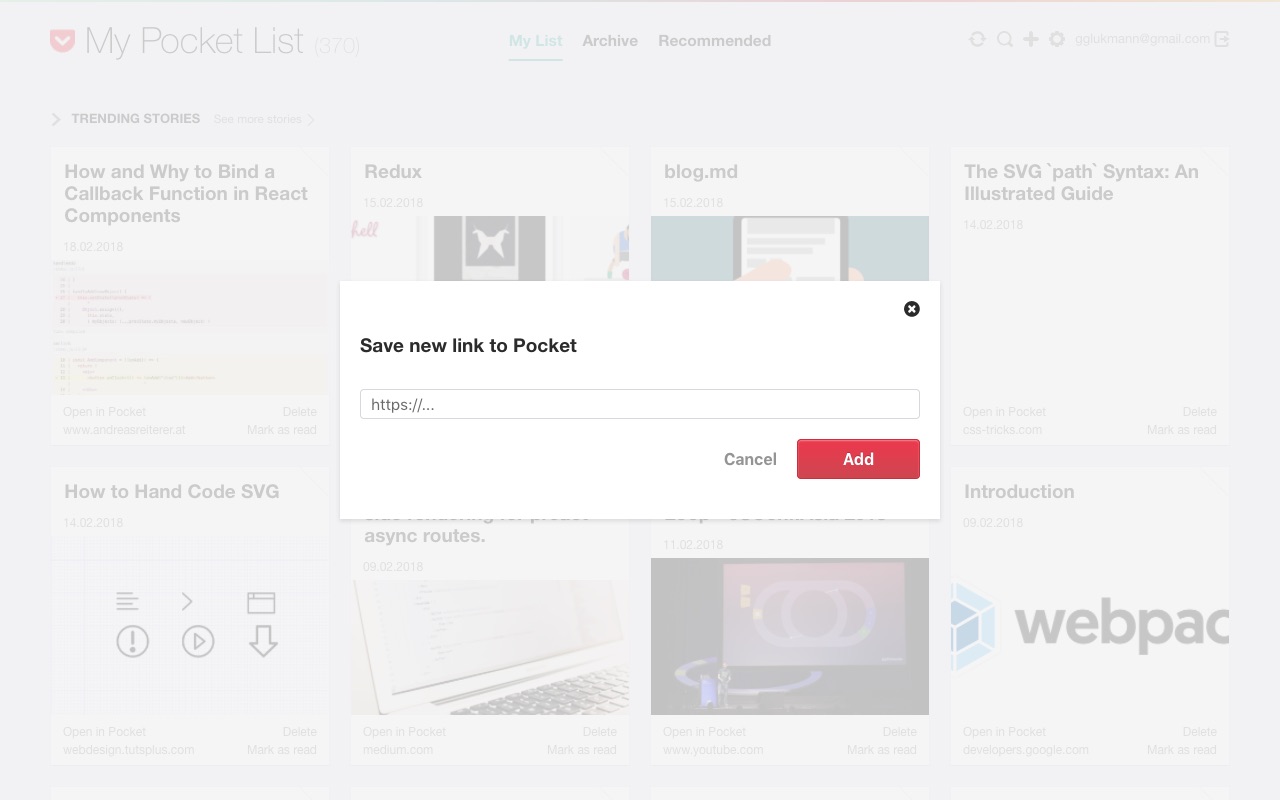 My Pocket List (370)
My List
Archive
Recommended
gglukmann@gmail.com
TRENDING STORIES
See more stories
How and Why to Bind a
Callback Function in React
Components
18.02.2018
Open in Pocket
Delete
www.andreasreiterer.at
Mark as read
Redux
15.02.2018
hell
blog.md
15.02.2018
The SVG `path` Syntax: An
Illustrated Guide
14.02.2018
Open in Pocket
Delete
css-tricks.com
Mark as read
Save new link to Pocket
https://...
Cancel
Add
How to Hand Code SVG
14.02.2018
Open in Pocket
Delete
webdesign.tutsplus.com
Mark as read
async routes.
09.02.2018
Open in Pocket
Delete
medium.com
Mark as read
11.02.2018
Open in Pocket
Delete
www.youtube.com
Mark as read
Introduction
09.02.2018
webpac
Open in Pocket
Delete
developers.google.com
Mark as read